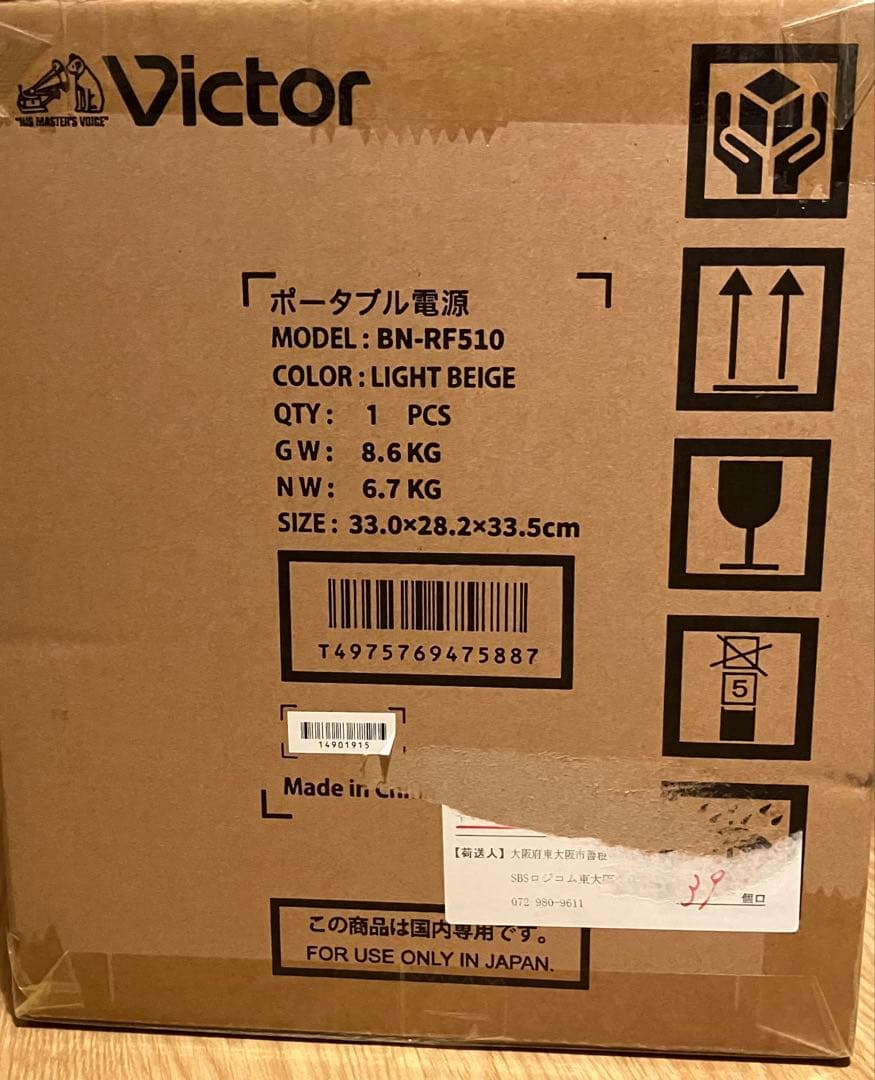 "HIS MASTER'S VOICE"
Victor
ポータブル電源
MODEL : BN-RF510
COLOR : LIGHT BEIGE
QTY : 1 PCS
GW : 8.6 KG
NW : 6.7 KG
SIZE : 33.0×28.2×33.5cm
T4975769475887
5
14901915
Made in
【荷送人】大阪府東大阪市
SBSロジコム東大阪
072-980-9611
39 個口
この商品は国内専用です。
FOR USE ONLY IN JAPAN.